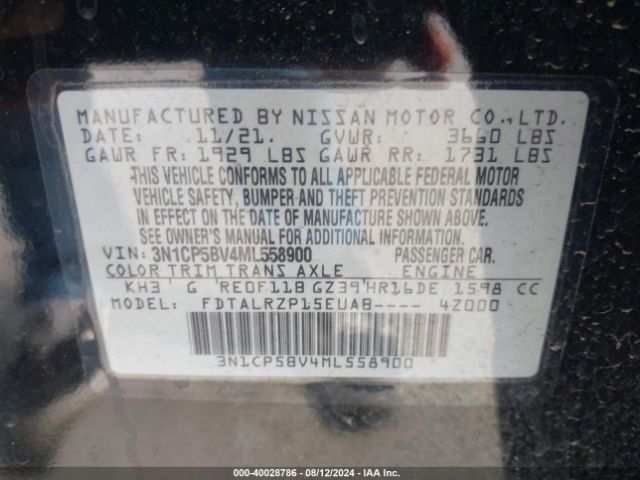 MANUFACTURED BY NISSAN MOTOR CO., LTD.
DATE: 11/21. GVWR: 3660 LBS
GAWR FR: 1929 LBS GAWR RR: 1731 LBS
THIS VEHICLE CONFORMS TO ALL APPLICABLE FEDERAL MOTOR
VEHICLE SAFETY, BUMPER AND THEFT PREVENTION STANDARDS
IN EFFECT ON THE DATE OF MANUFACTURE SHOWN ABOVE.
SEE OWNER'S MANUAL FOR ADDITIONAL INFORMATION.
VIN: 3N1CP5BV4ML558900 PASSENGER CAR.
COLOR TRIM TRANS AXLE ENGINE
KH3 G RE0F11B GZ39 HR16DE 1598 CC
MODEL: FDTALRZP15EUAB---- 4Z000
3N1CP5BV4ML558900
000-40028786 - 08/12/2024 - IAA Inc.